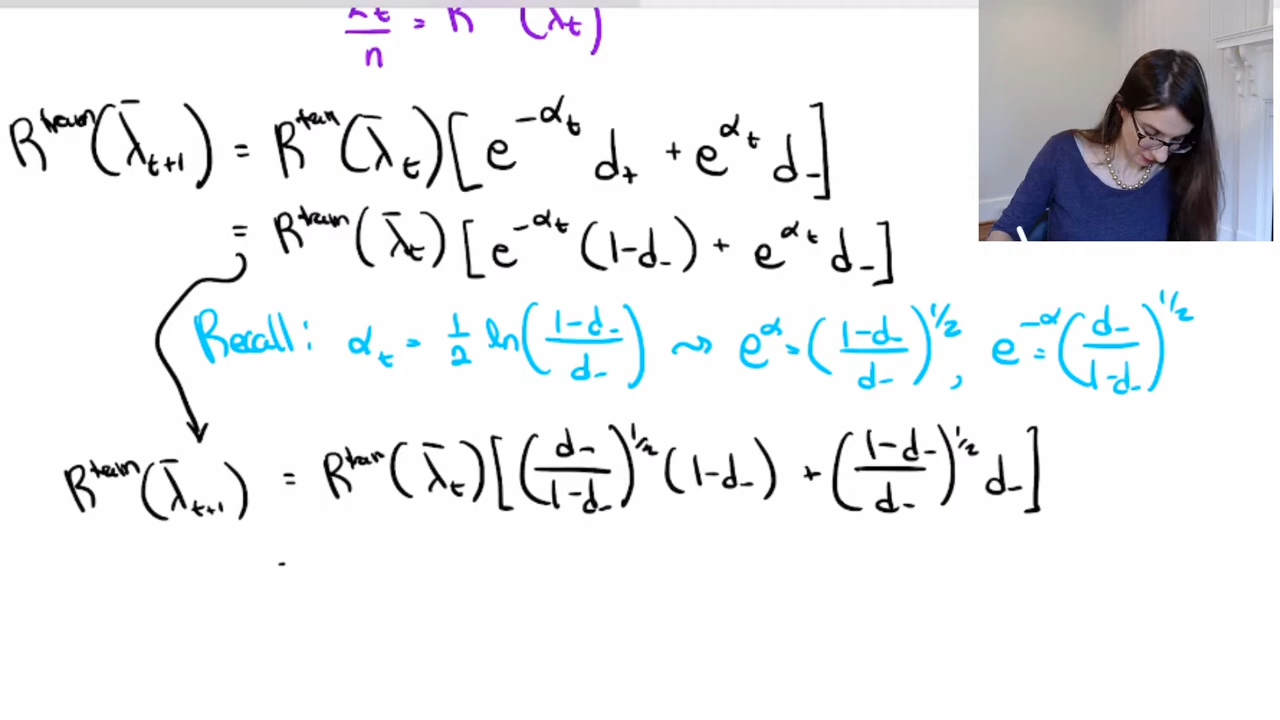 Z_t/n = R (λ_t)
R^train(λ̄_{t+1}) = R^train(λ̄_t)[e^{-α_t} d_+ + e^{α_t} d_-]
= R^train(λ̄_t)[e^{-α_t}(1-d_-) + e^{α_t} d_-]
Recall: α_t = 1/2 ln((1-d_-)/d_-) ⇝ e^α = ((1-d_-)/d_-)^{1/2}, e^{-α} = (d_-/(1-d_-))^{1/2}
R^train(λ̄_{t+1}) = R^train(λ̄_t)[(d_-/(1-d_-))^{1/2}(1-d_-) + ((1-d_-)/d_-)^{1/2} d_-]